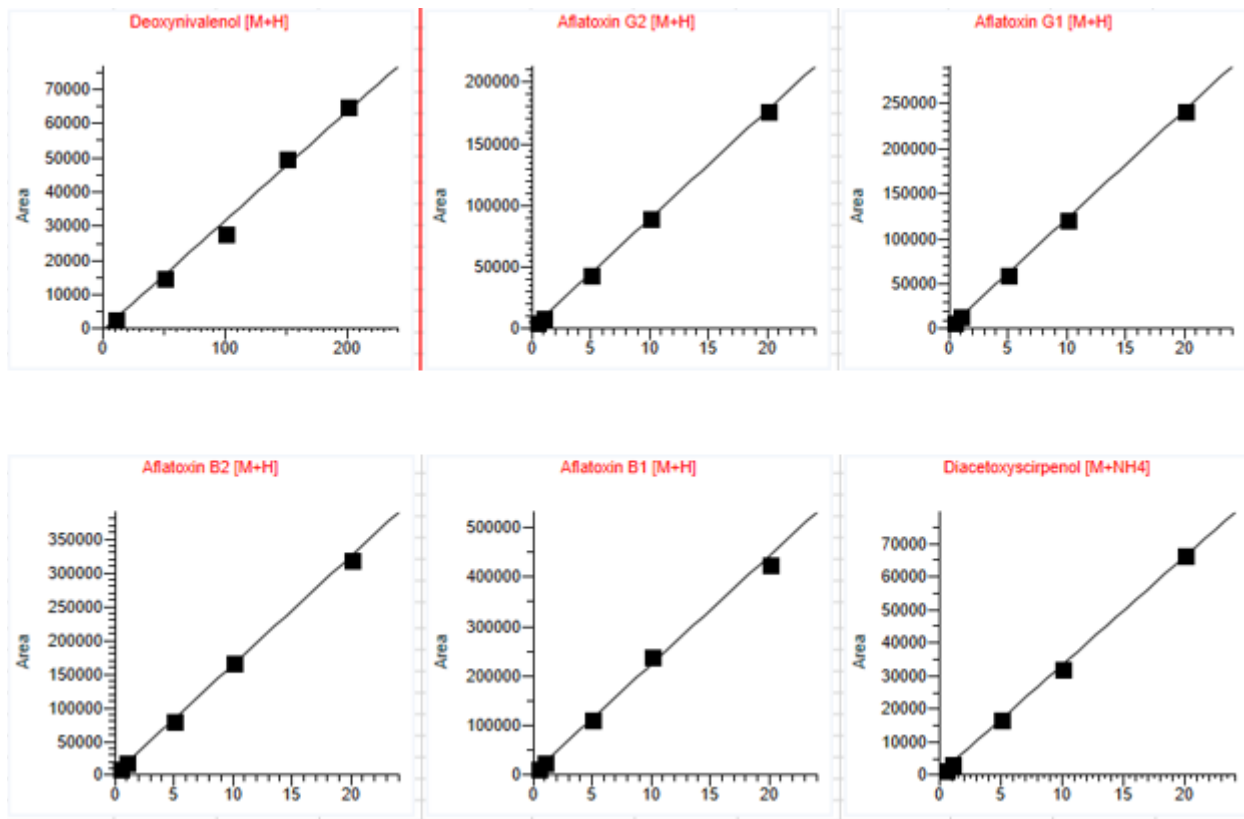 Deoxynivalenol [M+H]
70000
60000
50000
40000
30000
20000
10000
0
0 100 200
Area
Aflatoxin G2 [M+H]
200000
150000
100000
50000
0
0 5 10 15 20
Area
Aflatoxin G1 [M+H]
250000
200000
150000
100000
50000
0
0 5 10 15 20
Area
Aflatoxin B2 [M+H]
350000
300000
250000
200000
150000
100000
50000
0
0 5 10 15 20
Area
Aflatoxin B1 [M+H]
500000
400000
300000
200000
100000
0
0 5 10 15 20
Area
Diacetoxyscirpenol [M+NH4]
70000
60000
50000
40000
30000
20000
10000
0
0 5 10 15 20
Area